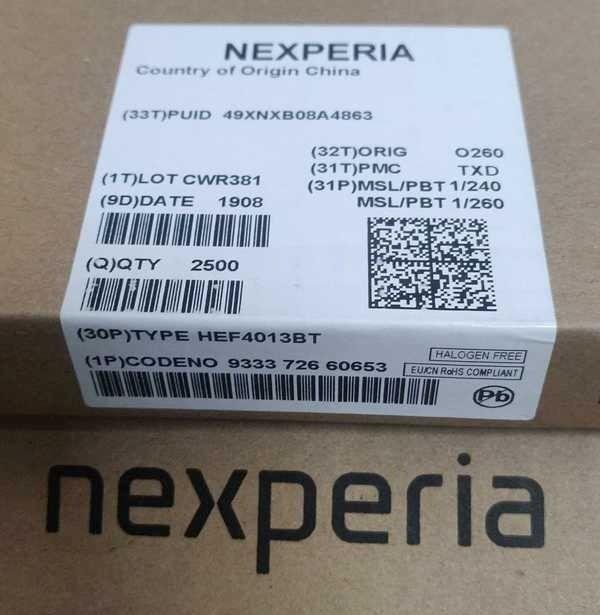 NEXPERIA
Country of Origin China
(33T)PUID 49XNXB08A4863
(32T)ORIG O260
(31T)PMC TXD
(1T)LOT CWR381
(31P)MSL/PBT 1/240
(9D)DATE 1908
MSL/PBT 1/260
(Q)QTY 2500
(30P)TYPE HEF4013BT
HALOGEN FREE
(1P)CODENO 9333 726 60653
EU/CN RoHS COMPLIANT
Pb
nexperia